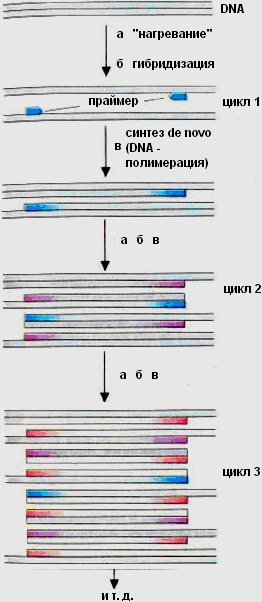 DNA
а "нагревание"
б гибридизация
праймер
цикл 1
в синтез de novo
(DNA -
полимерация)
а б в
цикл 2
а б в
цикл 3
и т. д.